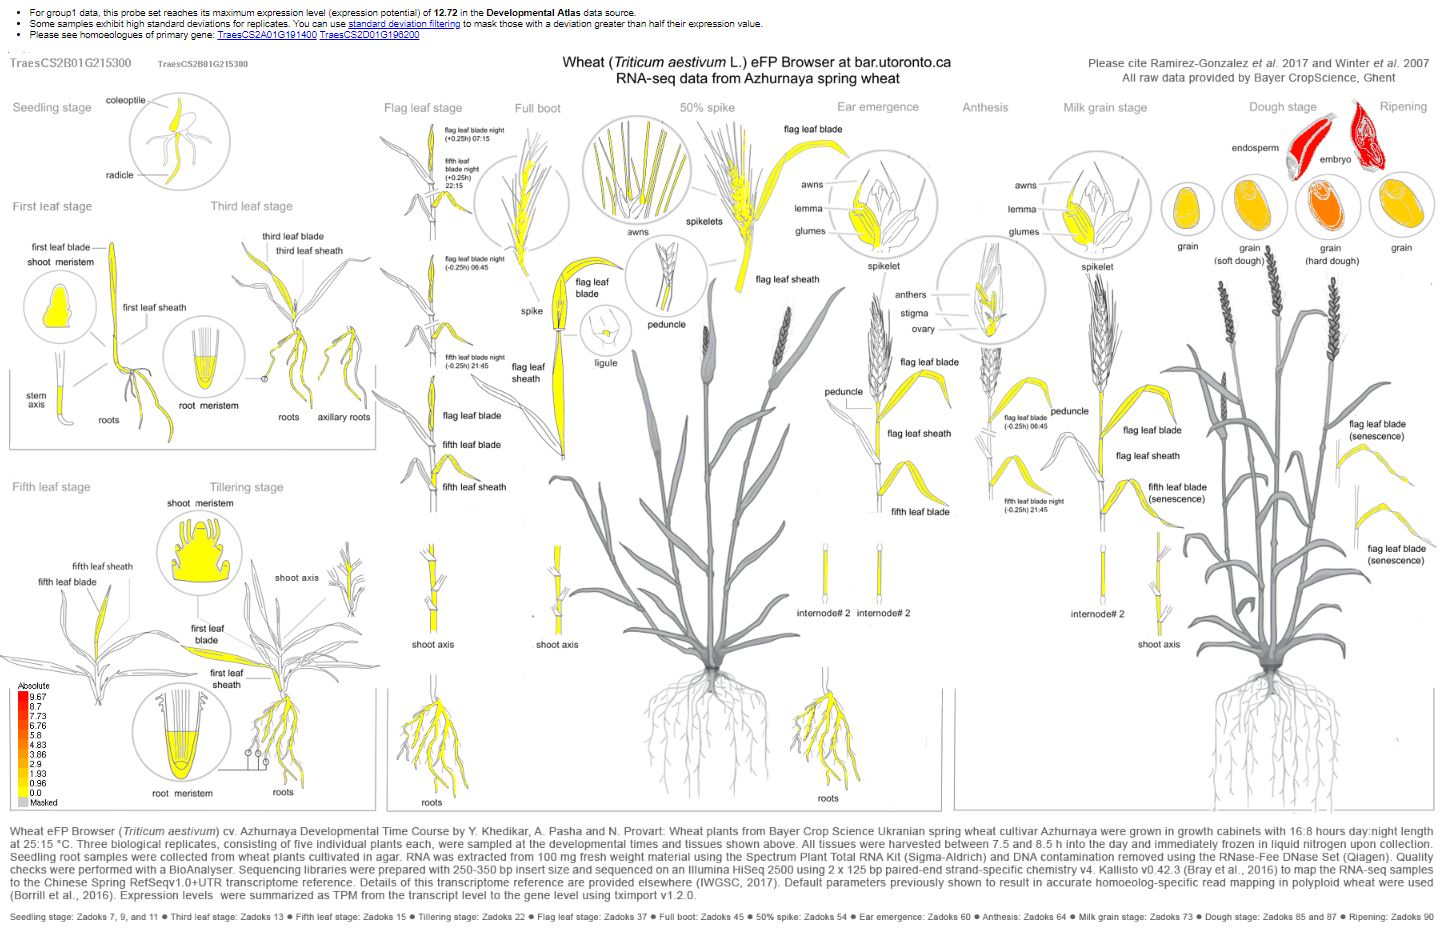 For group1 data, this probe set reaches its maximum expression level (expression potential) of 12.72 in the Developmental Atlas data source.
Some samples exhibit high standard deviations for replicates. You can use standard deviation filtering to mask those with a deviation greater than half their expression value.
Please see homoeologues of primary gene: TraesCS2A01G191400 TraesCS2D01G196200
TraesCS2B01G215300
TraesCS2B01G215300
Wheat (Triticum aestivum L.) eFP Browser at bar.utoronto.ca
RNA-seq data from Azhurnaya spring wheat
Please cite Ramirez-Gonzalez et al. 2017 and Winter et al. 2007
All raw data provided by Bayer CropScience, Ghent
Seedling stage
coleoptile
radicle
Flag leaf stage
Full boot
50% spike
Ear emergence
Anthesis
Milk grain stage
Dough stage
Ripening
flag leaf blade night
(+0.25h) 07:15
fifth leaf
blade night
(+0.25h)
22:15
flag leaf blade night
(-0.25h) 06:45
fifth leaf blade night
(-0.25h) 21:45
flag leaf blade
fifth leaf blade
fifth leaf sheath
shoot axis
roots
First leaf stage
first leaf blade
shoot meristem
first leaf sheath
stem
axis
roots
Third leaf stage
third leaf blade
third leaf sheath
root meristem
roots
axillary roots
Fifth leaf stage
fifth leaf sheath
fifth leaf blade
Tillering stage
shoot meristem
shoot axis
first leaf
blade
first leaf
sheath
root meristem
roots
spike
flag leaf
blade
flag leaf
sheath
ligule
shoot axis
awns
spikelets
flag leaf blade
flag leaf sheath
peduncle
awns
lemma
glumes
spikelet
peduncle
flag leaf blade
flag leaf sheath
fifth leaf blade
internode# 2
internode# 2
roots
anthers
stigma
ovary
flag leaf blade
(-0.25h) 06:45
fifth leaf blade night
(-0.25h) 21:45
awns
lemma
glumes
spikelet
peduncle
flag leaf blade
flag leaf sheath
fifth leaf blade
(senescence)
internode# 2
shoot axis
endosperm
embryo
grain
grain
(soft dough)
grain
(hard dough)
grain
flag leaf blade
(senescence)
flag leaf blade
(senescence)
Absolute
9.67
8.7
7.73
6.76
5.8
4.83
3.86
2.9
1.93
0.96
0.0
Masked
Wheat eFP Browser (Triticum aestivum) cv. Azhurnaya Developmental Time Course by Y. Khedikar, A. Pasha and N. Provart: Wheat plants from Bayer Crop Science Ukranian spring wheat cultivar Azhurnaya were grown in growth cabinets with 16:8 hours day:night length
at 25:15 °C. Three biological replicates, consisting of five individual plants each, were sampled at the developmental times and tissues shown above. All tissues were harvested between 7.5 and 8.5 h into the day and immediately frozen in liquid nitrogen upon collection.
Seedling root samples were collected from wheat plants cultivated in agar. RNA was extracted from 100 mg fresh weight material using the Spectrum Plant Total RNA Kit (Sigma-Aldrich) and DNA contamination removed using the RNase-Fee DNase Set (Qiagen). Quality
checks were performed with a BioAnalyser. Sequencing libraries were prepared with 250-350 bp insert size and sequenced on an Illumina HiSeq 2500 using 2 x 125 bp paired-end strand-specific chemistry v4. Kallisto v0.42.3 (Bray et al., 2016) to map the RNA-seq samples
to the Chinese Spring RefSeqv1.0+UTR transcriptome reference. Details of this transcriptome reference are provided elsewhere (IWGSC, 2017). Default parameters previously shown to result in accurate homoeolog-specific read mapping in polyploid wheat were used
(Borrill et al., 2016). Expression levels were summarized as TPM from the transcript level to the gene level using tximport v1.2.0.
Seedling stage: Zadoks 7, 9, and 11 ● Third leaf stage: Zadoks 13 ● Fifth leaf stage: Zadoks 15 ● Tillering stage: Zadoks 22 ● Flag leaf stage: Zadoks 37 ● Full boot: Zadoks 45 ● 50% spike: Zadoks 54 ● Ear emergence: Zadoks 60 ● Anthesis: Zadoks 64 ● Milk grain stage: Zadoks 73 ● Dough stage: Zadoks 85 and 87 ● Ripening: Zadoks 90